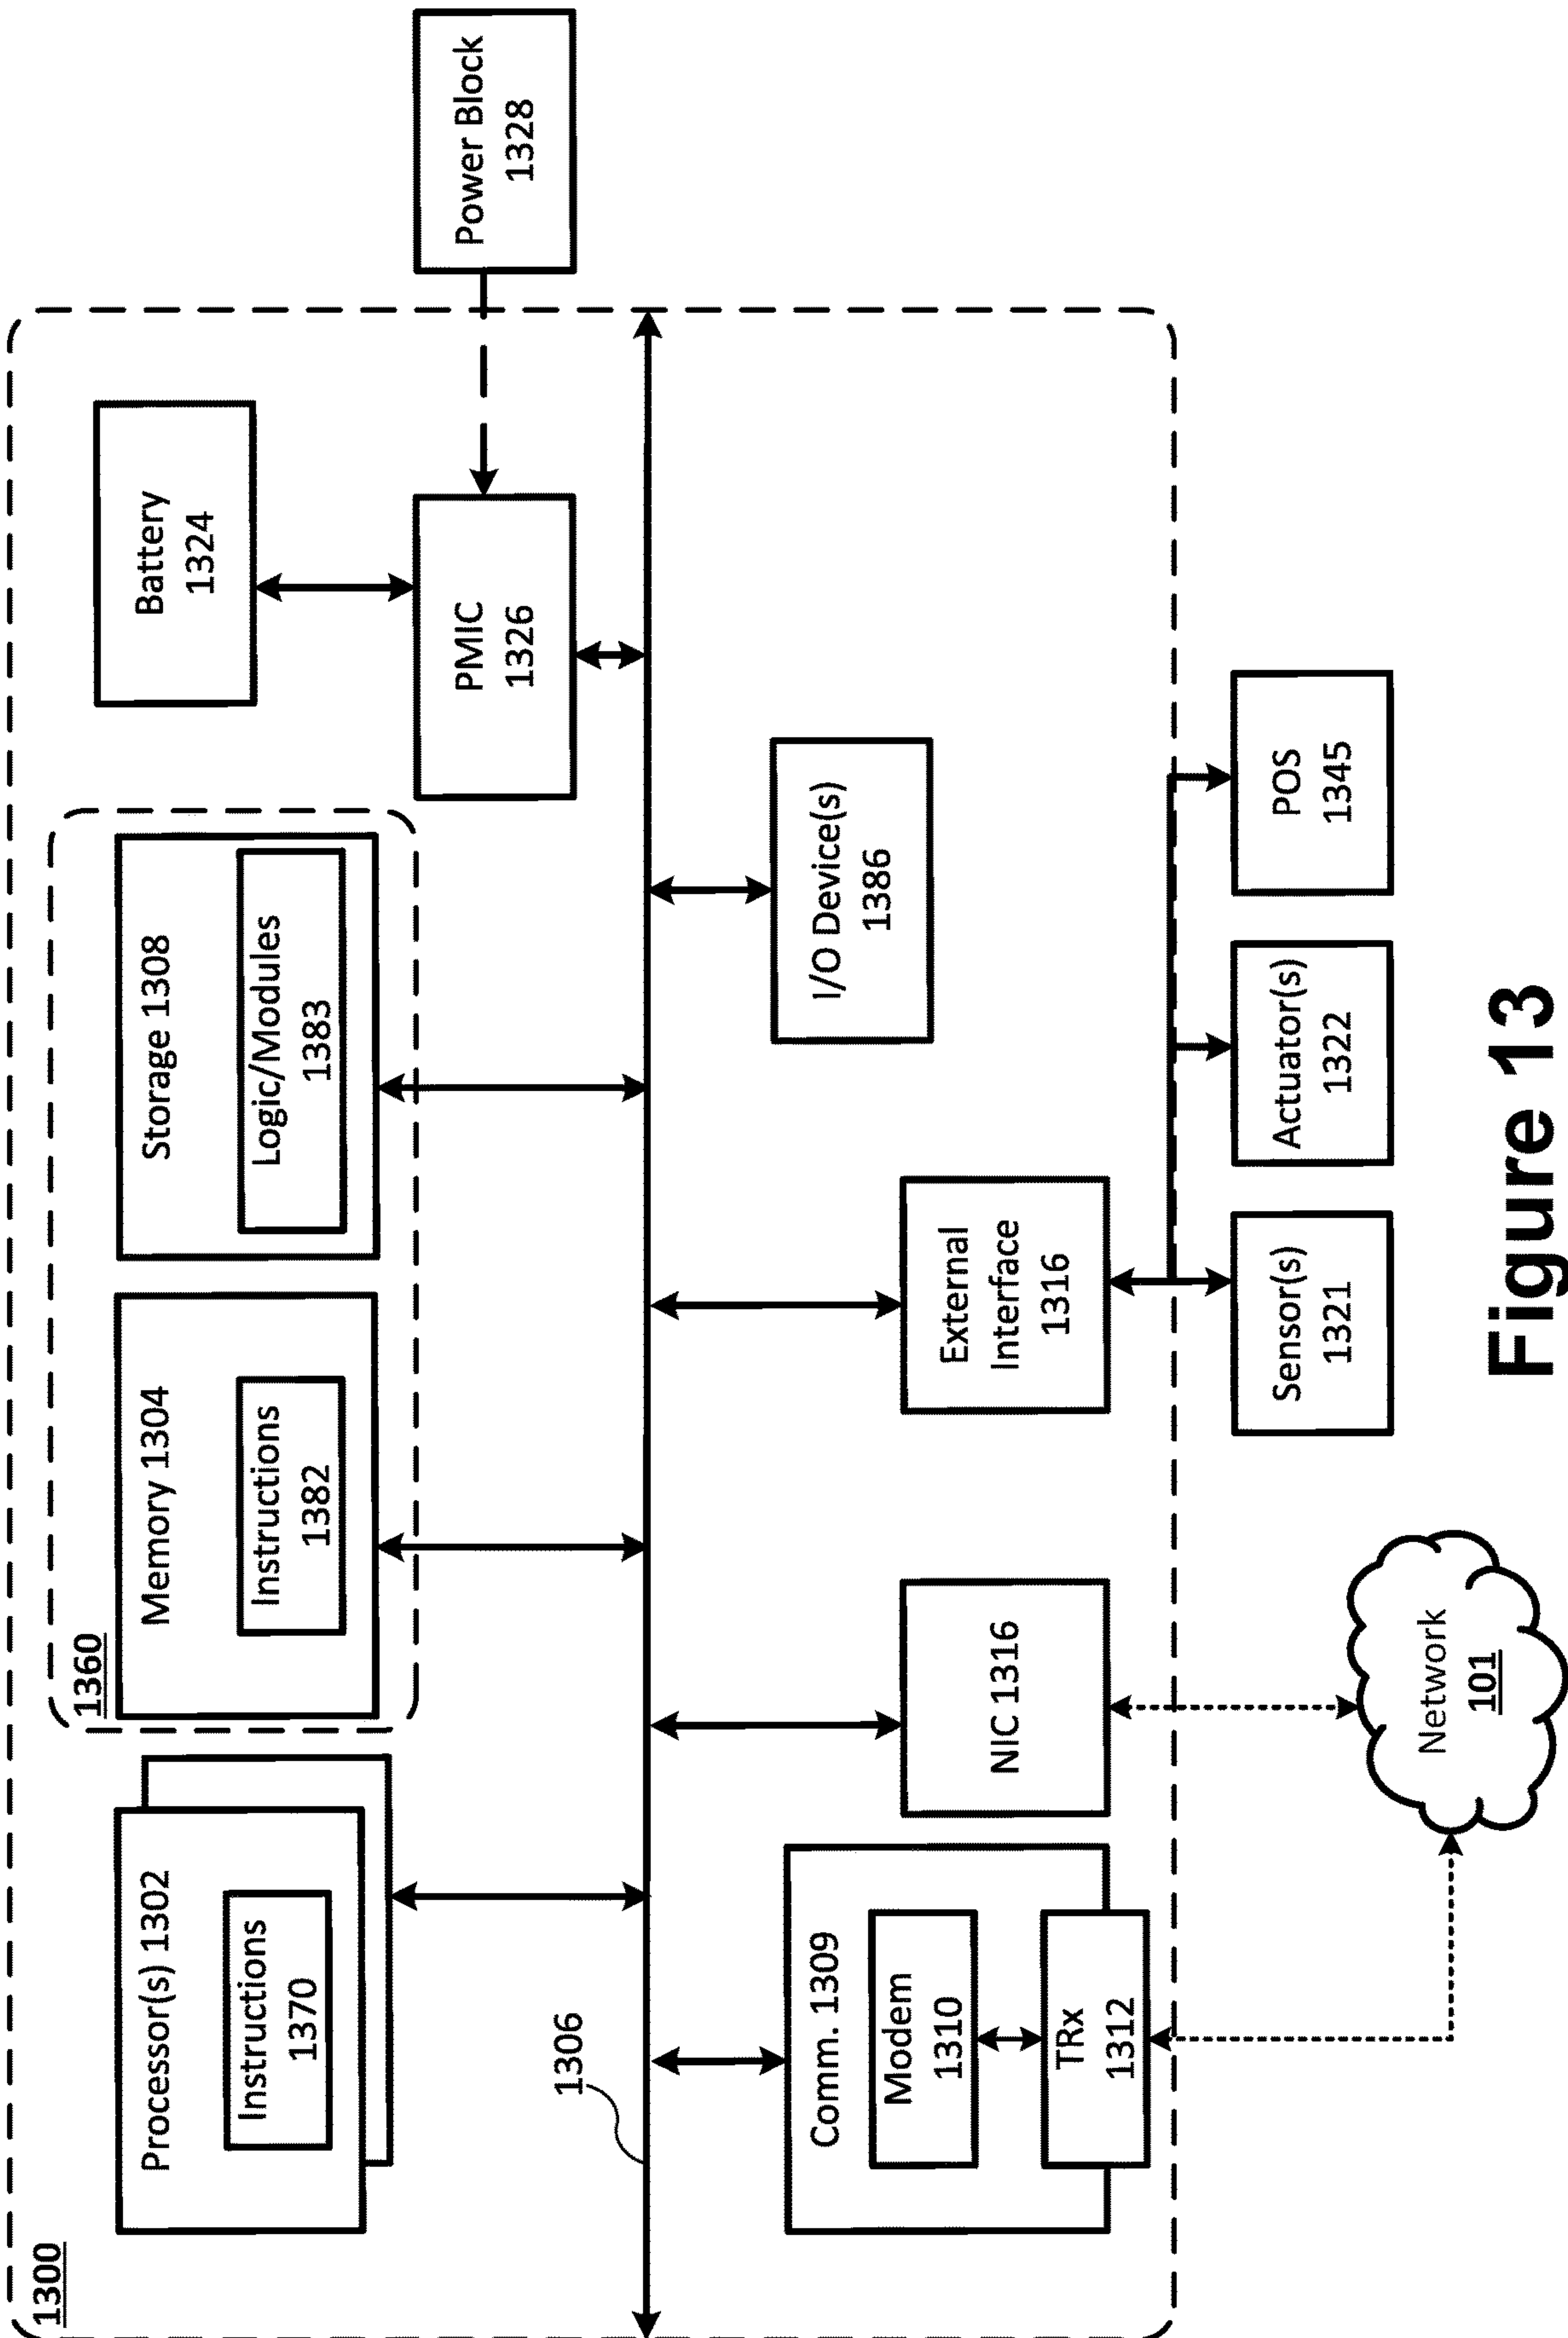 1300
Processor(s) 1302
Instructions
1370
1360
Memory 1304
Instructions
1382
Storage 1308
Logic/Modules
1383
Battery
1324
PMIC
1326
Power Block
1328
1306
Comm. 1309
Modem
1310
TRx
1312
NIC 1316
External
Interface
1316
I/O Device(s)
1386
Network
101
Sensor(s)
1321
Actuator(s)
1322
POS
1345
Figure 13